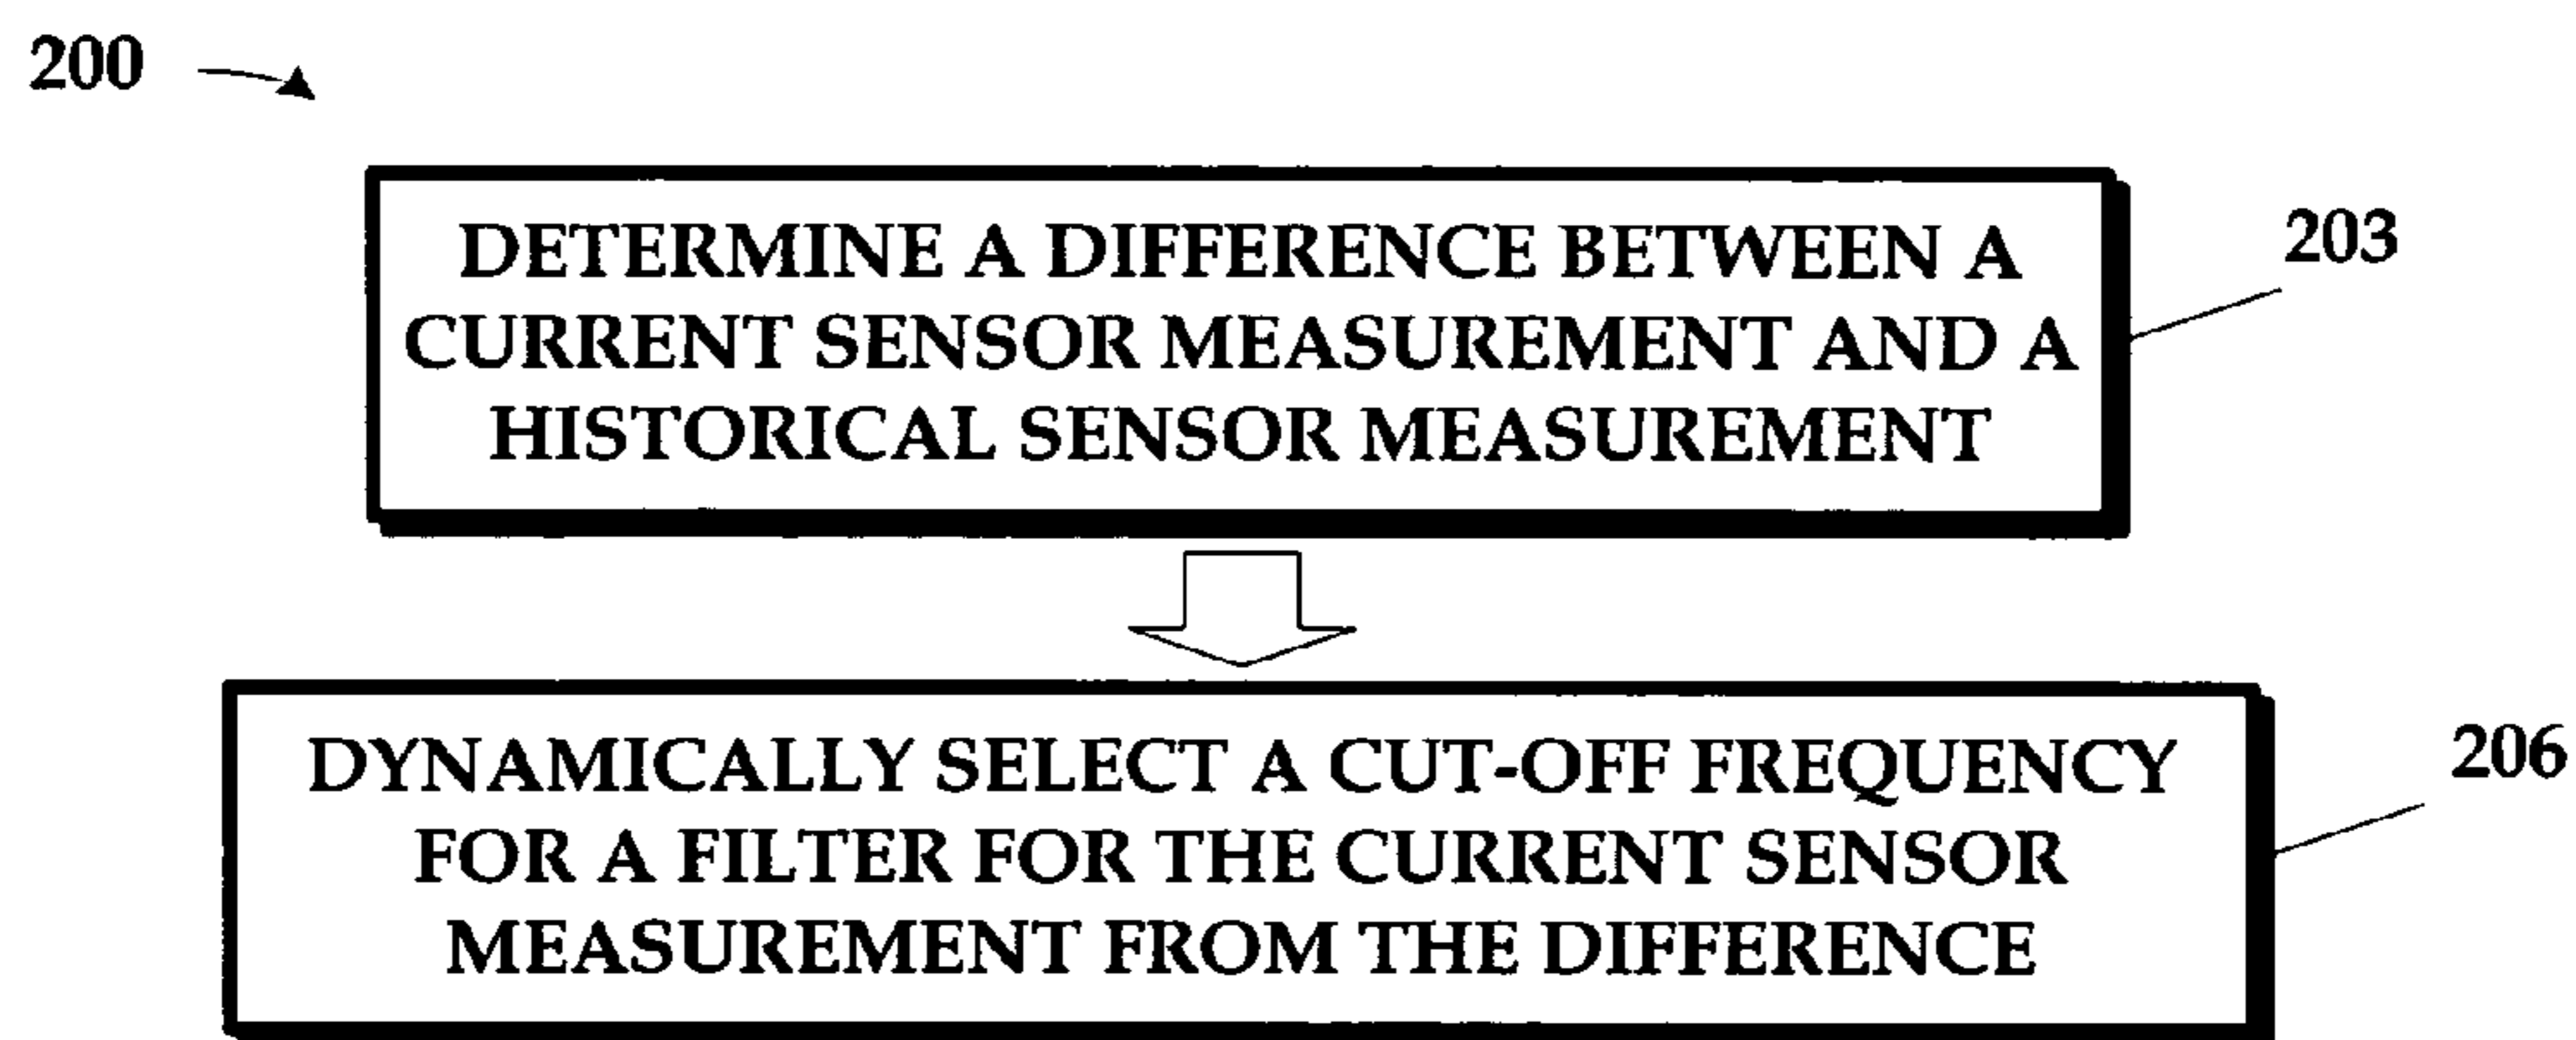 200
DETERMINE A DIFFERENCE BETWEEN A
CURRENT SENSOR MEASUREMENT AND A
HISTORICAL SENSOR MEASUREMENT
203
DYNAMICALLY SELECT A CUT-OFF FREQUENCY
FOR A FILTER FOR THE CURRENT SENSOR
MEASUREMENT FROM THE DIFFERENCE
206